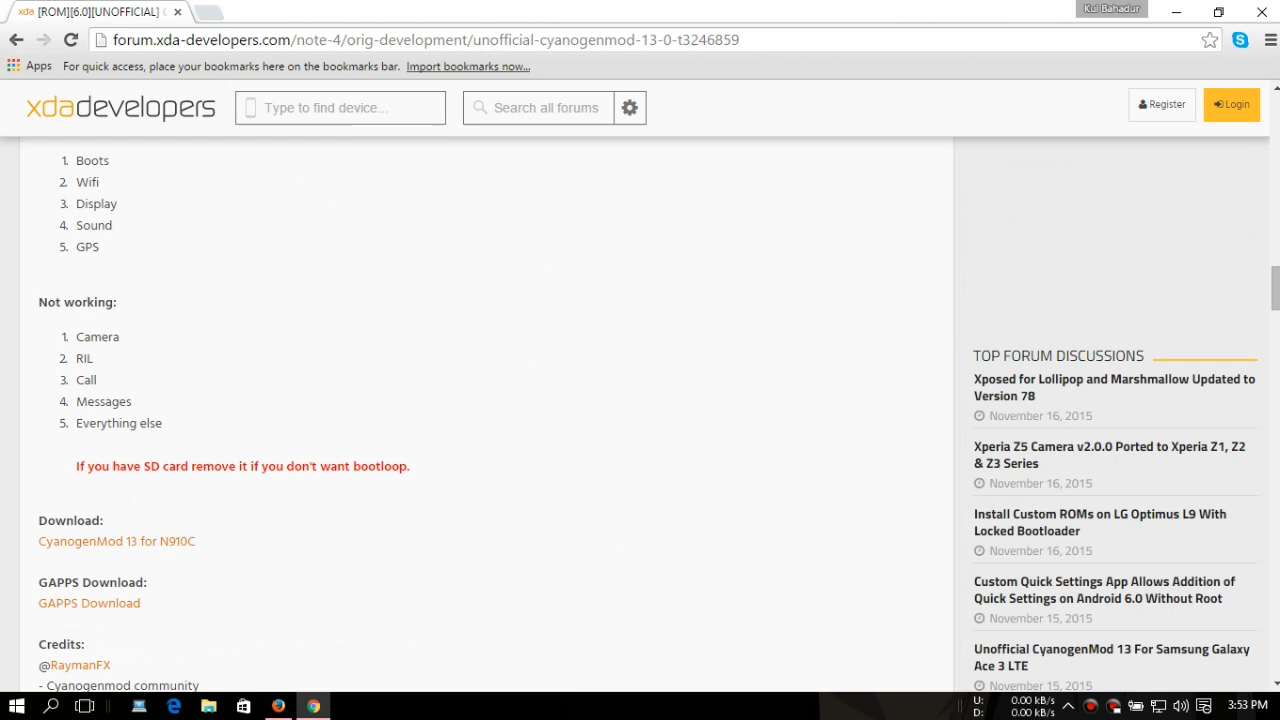 xda [ROM][6.0][UNOFFICIAL]
Kul Bahadur
forum.xda-developers.com/note-4/orig-development/unofficial-cyanogenmod-13-0-t3246859
Apps For quick access, place your bookmarks here on the bookmarks bar. Import bookmarks now...
xdadevelopers
Type to find device...
Search all forums
Register
Login
1. Boots
2. Wifi
3. Display
4. Sound
5. GPS
Not working:
1. Camera
2. RIL
3. Call
4. Messages
5. Everything else
If you have SD card remove it if you don't want bootloop.
Download:
CyanogenMod 13 for N910C
GAPPS Download:
GAPPS Download
Credits:
@RaymanFX
- Cyanogenmod community
TOP FORUM DISCUSSIONS
Xposed for Lollipop and Marshmallow Updated to
Version 78
November 16, 2015
Xperia Z5 Camera v2.0.0 Ported to Xperia Z1, Z2
& Z3 Series
November 16, 2015
Install Custom ROMs on LG Optimus L9 With
Locked Bootloader
November 16, 2015
Custom Quick Settings App Allows Addition of
Quick Settings on Android 6.0 Without Root
November 15, 2015
Unofficial CyanogenMod 13 For Samsung Galaxy
Ace 3 LTE
November 15, 2015
U: 0.00 kB/s
D: 0.00 kB/s
3:53 PM